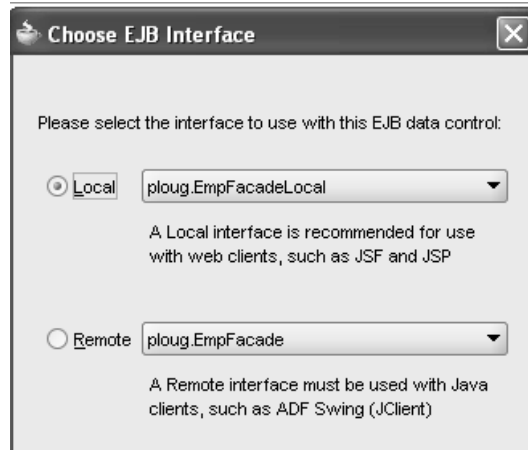 Choose EJB Interface
Please select the interface to use with this EJB data control:
Local ploug.EmpFacadeLocal
A Local interface is recommended for use
with web clients, such as JSF and JSP
Remote ploug.EmpFacade
A Remote interface must be used with Java
clients, such as ADF Swing (JClient)